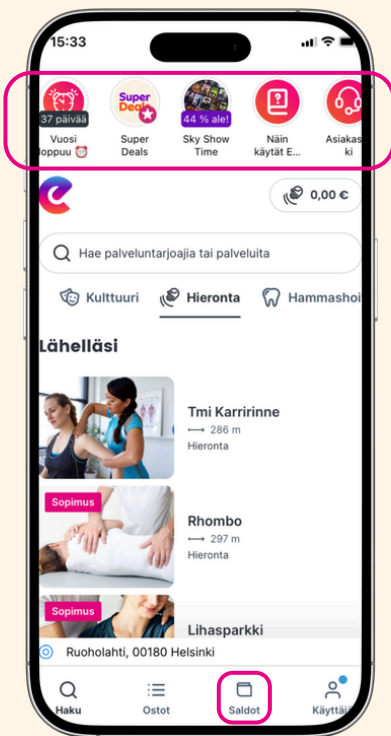 15:33
37 päivää
Super
Deals
44 % ale!
Vuosi
loppuu
Super
Deals
Sky Show
Time
Näin
käytät E...
Asiakas
ki
0,00 €
Hae palveluntarjoajia tai palveluita
Kulttuuri
Hieronta
Hammashoi
Lähelläsi
Tmi Karririnne
286 m
Hieronta
Sopimus
Rhombo
297 m
Hieronta
Sopimus
Lihasparkki
Ruoholahti, 00180 Helsinki
Haku
Ostot
Saldot
Käyttäjä